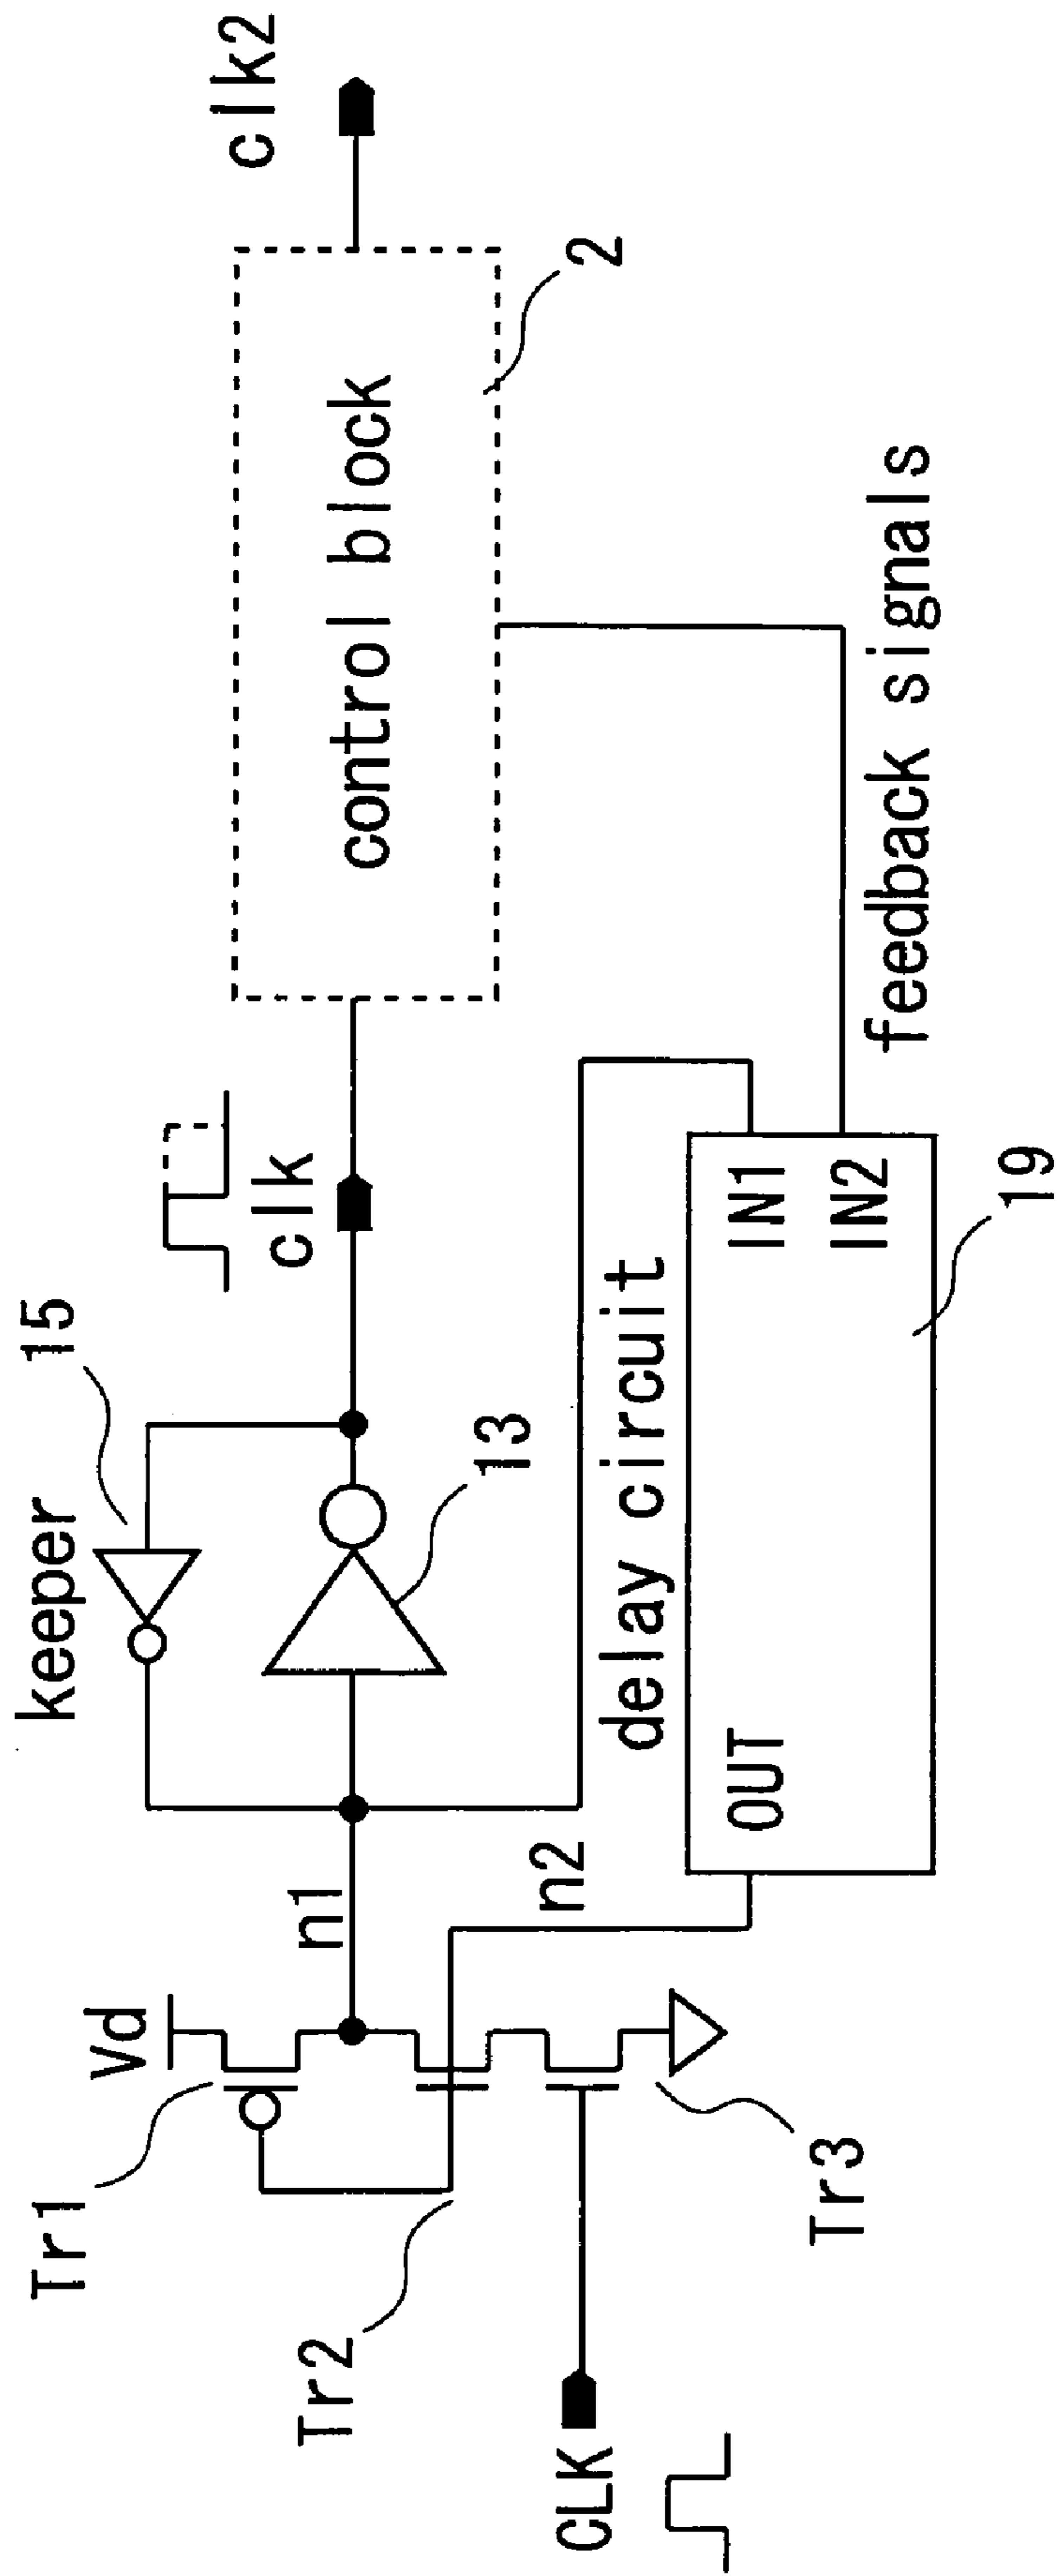 keeper
15
Vd
Tr1
n1
13
clk
clk2
control block
2
Tr2
n2
delay circuit
CLK
Tr3
OUT
IN1
IN2
19
feedback signals